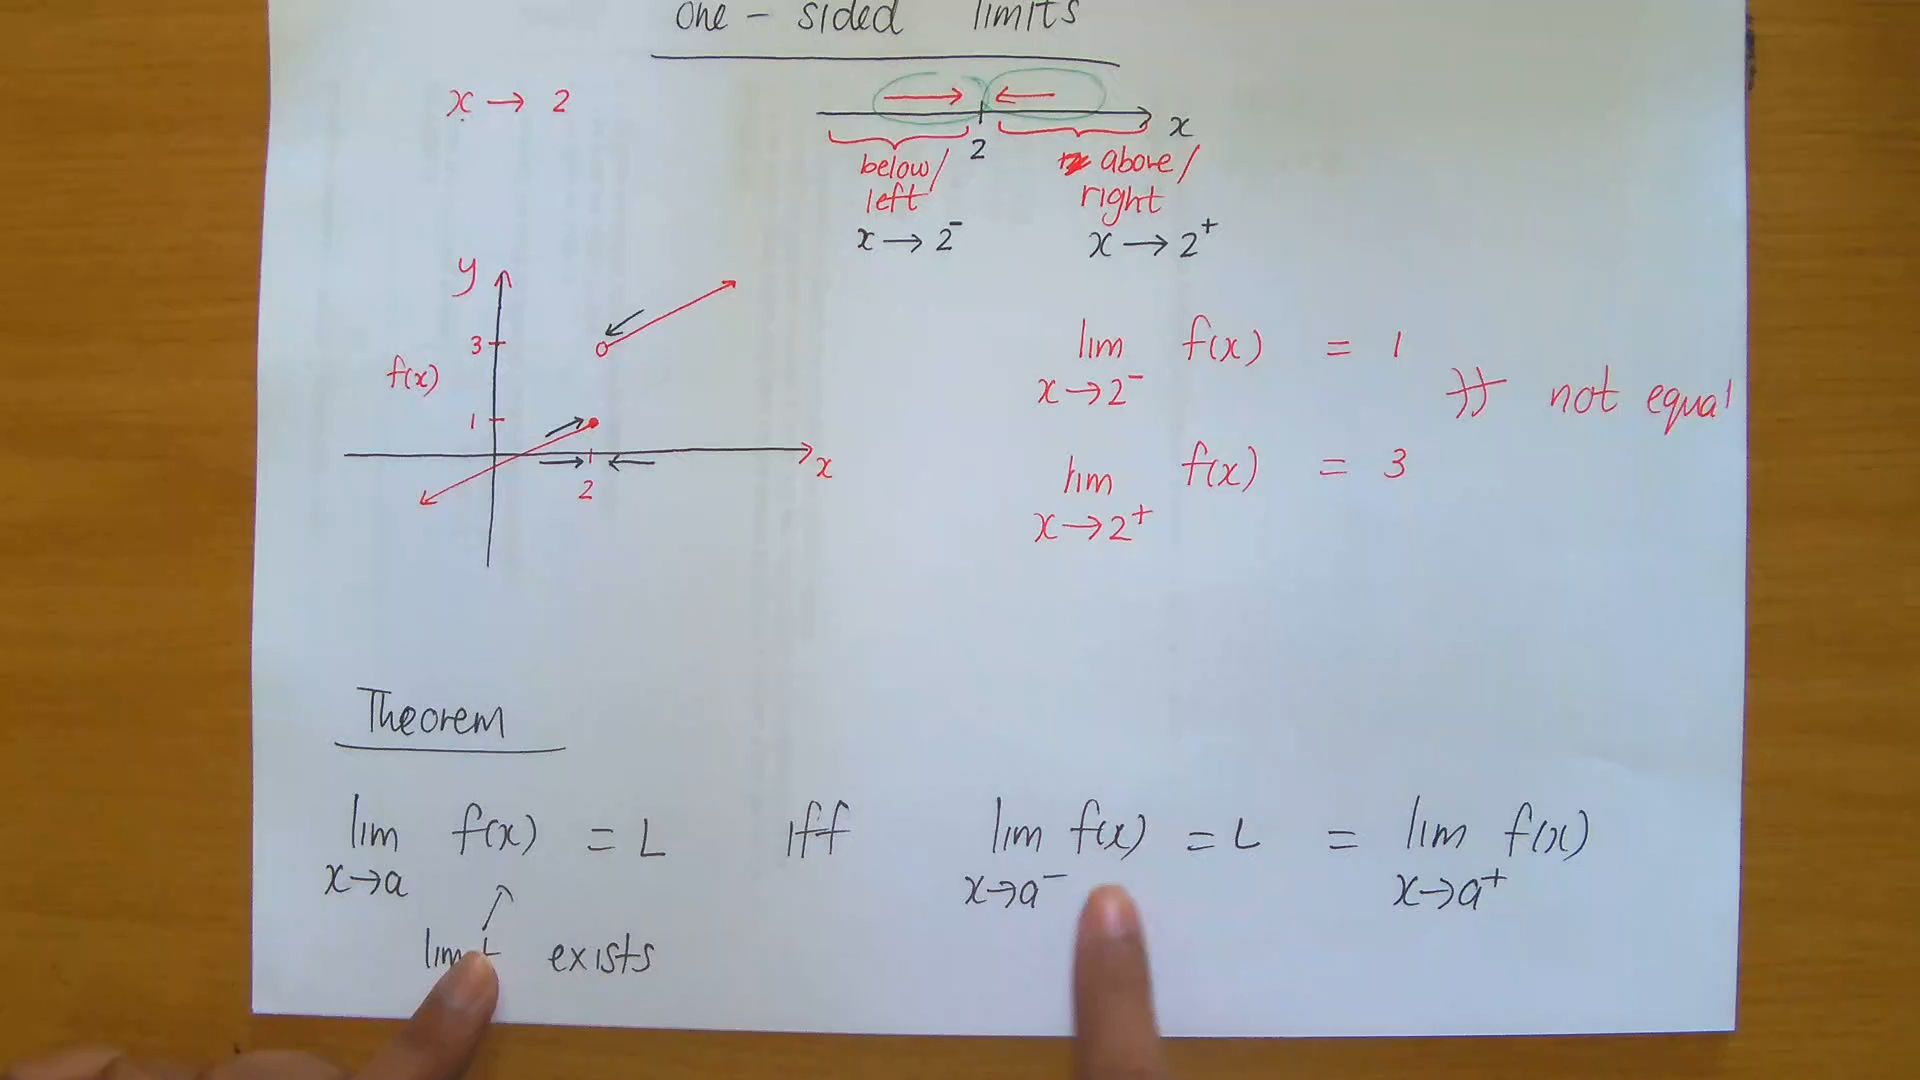 one - sided limits
x → 2
x
2
below/
left
x → 2⁻
above/
right
x → 2⁺
y
3
f(x)
1
2
x
lim f(x) = 1
x → 2⁻
not equal
lim f(x) = 3
x → 2⁺
Theorem
lim f(x) = L iff lim f(x) = L = lim f(x)
x → a x → a⁻ x → a⁺
limit exists